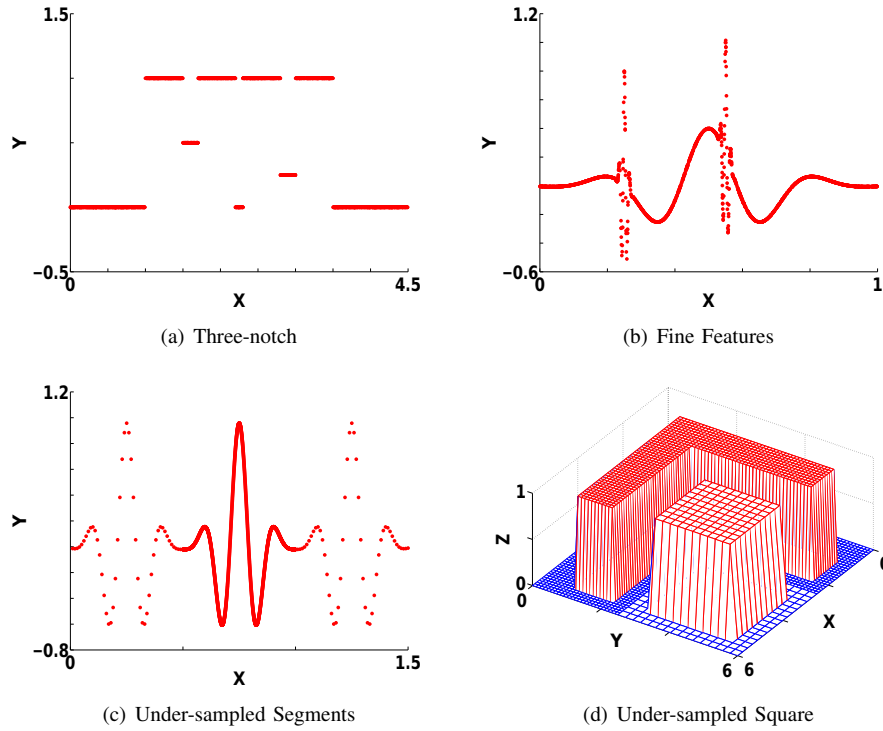 1.5
Y
−0.5
0
X
4.5
(a) Three-notch
1.2
Y
−0.6
0
X
1
(b) Fine Features
1.2
Y
−0.8
0
X
1.5
(c) Under-sampled Segments
1
Z
0
0
Y
6
6
X
0
(d) Under-sampled Square